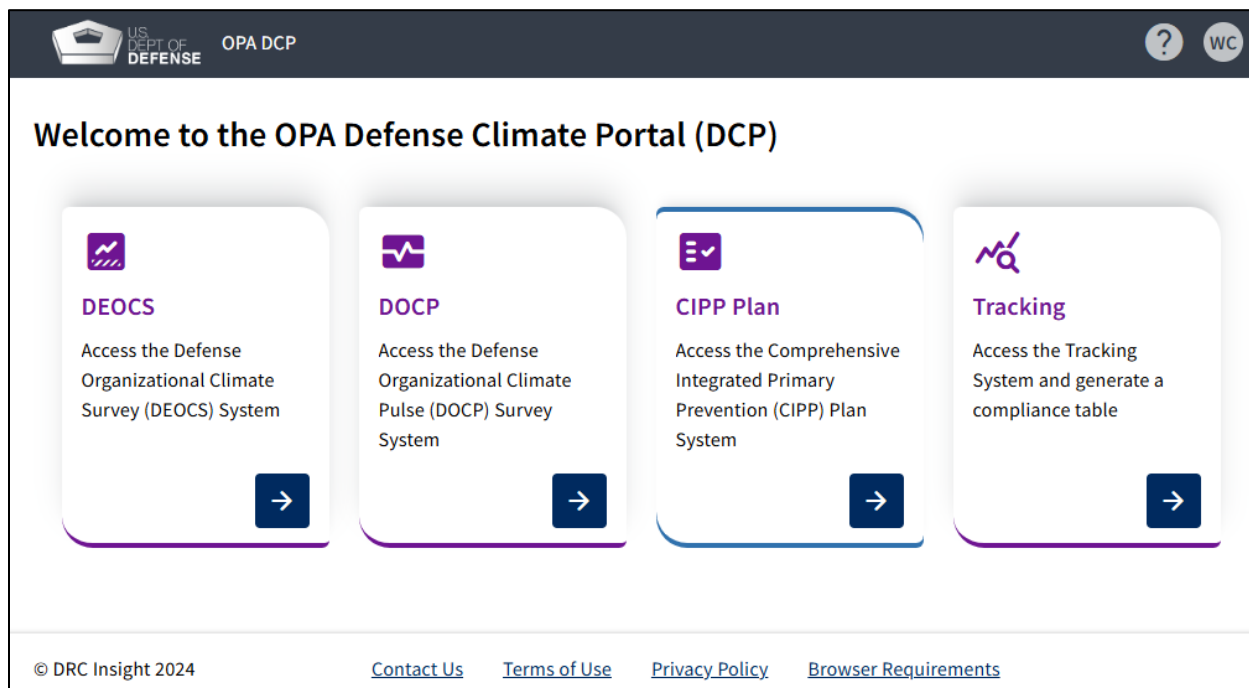 U.S.
DEPT OF
DEFENSE
OPA DCP
?
WC
Welcome to the OPA Defense Climate Portal (DCP)
DEOCS
Access the Defense
Organizational Climate
Survey (DEOCS) System
DOCP
Access the Defense
Organizational Climate
Pulse (DOCP) Survey
System
CIPP Plan
Access the Comprehensive
Integrated Primary
Prevention (CIPP) Plan
System
Tracking
Access the Tracking
System and generate a
compliance table
© DRC Insight 2024
Contact Us
Terms of Use
Privacy Policy
Browser Requirements